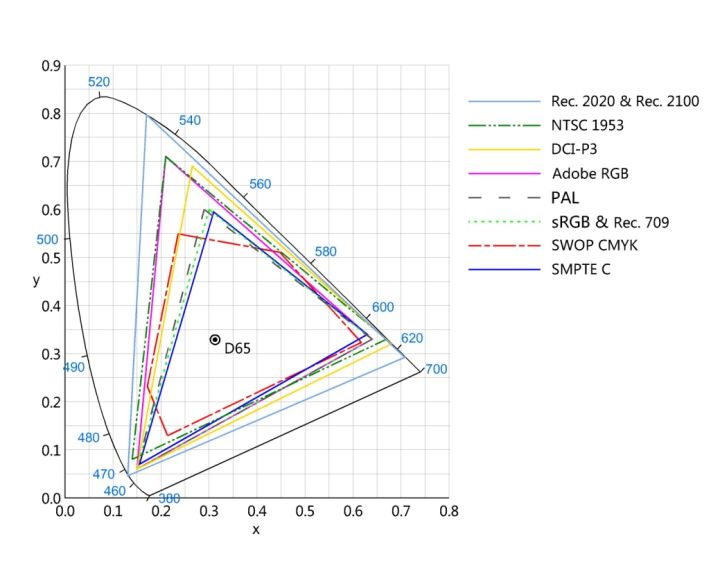 0.9
520
0.8
540
0.7
560
0.6
500
580
0.5
y
0.4
600
620
0.3
D65
490
700
0.2
480
0.1
470
460
0.0
380
0.0 0.1 0.2 0.3 0.4 0.5 0.6 0.7 0.8
x
Rec. 2020 & Rec. 2100
NTSC 1953
DCI-P3
Adobe RGB
PAL
sRGB & Rec. 709
SWOP CMYK
SMPTE C